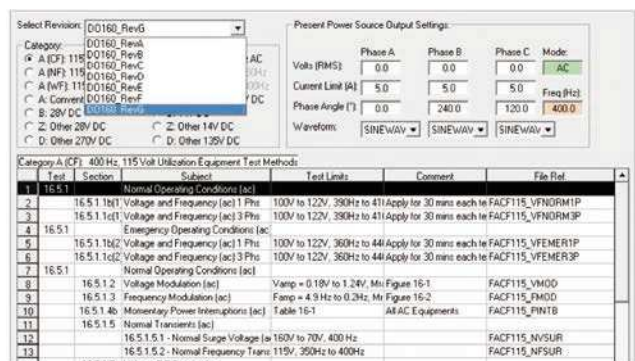 Select Revision: DO160_RevG
DO160_RevA
DO160_RevB
DO160_RevC
DO160_RevD
DO160_RevE
DO160_RevF
DO160_RevG
Category:
A (CF): 115 AC
A (NF): 115
A (WF): 115
A: Convent DC
B: 28V DC
Z: Other 28V DC Z: Other 14V DC
D: Other 270V DC D: Other 135V DC
Present Power Source Output Settings:
Phase A Phase B Phase C Mode:
Volts (RMS): 0.0 0.0 0.0 AC
Current Limit (A): 5.0 5.0 5.0 Freq (Hz):
Phase Angle (°): 0.0 240.0 120.0 400.0
Waveform: SINEWAV SINEWAV SINEWAV
Category A (CF): 400 Hz, 115 Volt Utilization Equipment Test Methods
Test Section Subject Test Limits Comment File Ref.
1 16.5.1 Normal Operating Conditions (ac)
2 16.5.1.1b(1) Voltage and Frequency (ac) 1 Phs 100V to 122V, 390Hz to 41 Apply for 30 mins each te FACF115_VFNORM1P
3 16.5.1.1c(1) Voltage and Frequency (ac) 3 Phs 100V to 122V, 390Hz to 41 Apply for 30 mins each te FACF115_VFNORM3P
4 16.5.1 Emergency Operating Conditions (ac
5 16.5.1.1b(2) Voltage and Frequency (ac) 1 Phs 100V to 122V, 360Hz to 44 Apply for 30 mins each te FACF115_VFEMER1P
6 16.5.1.1c(2) Voltage and Frequency (ac) 3 Phs 100V to 122V, 360Hz to 44 Apply for 30 mins each te FACF115_VFEMER3P
7 16.5.1 Normal Operating Conditions (ac)
8 16.5.1.2 Voltage Modulation (ac) Vamp = 0.18V to 1.24V, Mo Figure 16-1 FACF115_VMOD
9 16.5.1.3 Frequency Modulation (ac) Famp = 4.9 Hz to 0.2Hz, Mo Figure 16-2 FACF115_FMOD
10 16.5.1.4b Momentary Power Interruptions (ac) Table 16-1 All AC Equipments FACF115_PINTB
11 16.5.1.5 Normal Transients (ac)
12 16.5.1.5.1 - Normal Surge Voltage (a 160V to 70V, 400 Hz FACF115_NVSUR
13 16.5.1.5.2 - Normal Frequency Trans 115V, 350Hz to 400Hz FACF115_NFSUR